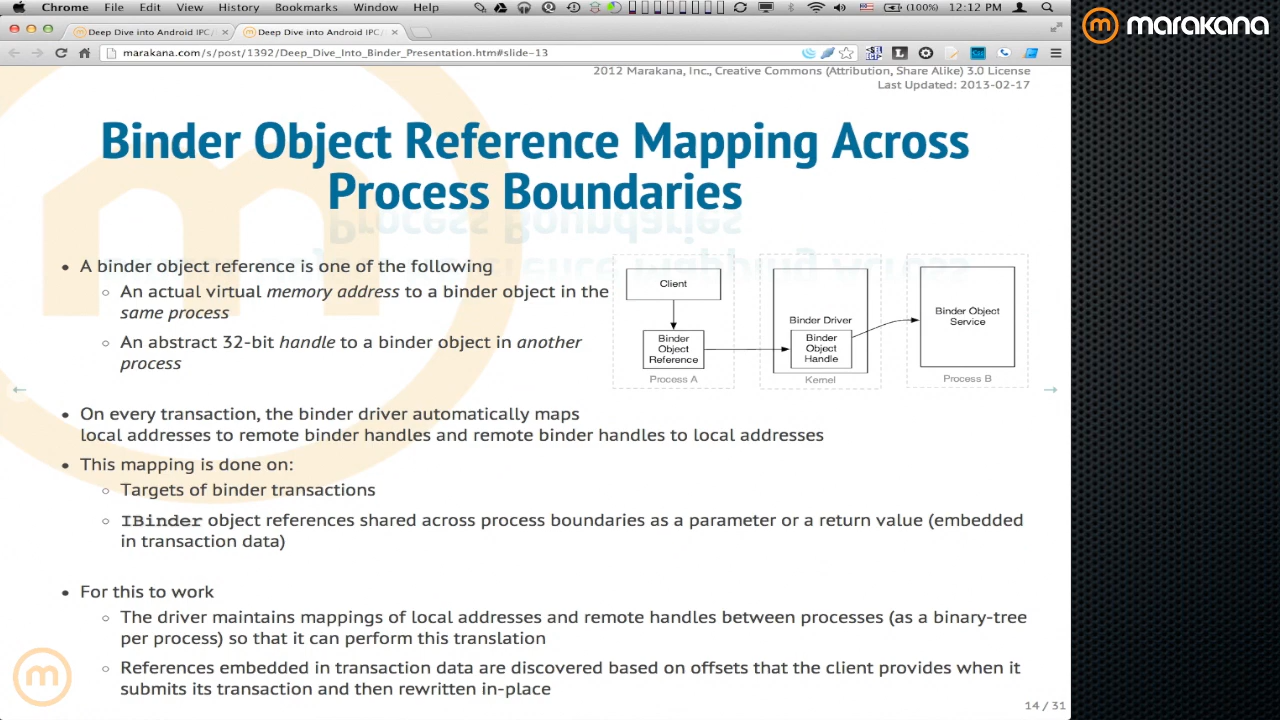 Chrome File Edit View History Bookmarks Window Help (100%) 12:12 PM
marakana
Deep Dive into Android IPC/ Deep Dive into Android IPC/
marakana.com/s/post/1392/Deep_Dive_Into_Binder_Presentation.htm#slide-13
2012 Marakana, Inc., Creative Commons (Attribution, Share Alike) 3.0 License
Last Updated: 2013-02-17
Binder Object Reference Mapping Across
Process Boundaries
• A binder object reference is one of the following
○ An actual virtual memory address to a binder object in the
same process
○ An abstract 32-bit handle to a binder object in another
process
Client
Binder
Object
Reference
Process A
Binder Driver
Binder
Object
Handle
Kernel
Binder Object
Service
Process B
• On every transaction, the binder driver automatically maps
local addresses to remote binder handles and remote binder handles to local addresses
• This mapping is done on:
○ Targets of binder transactions
○ IBinder object references shared across process boundaries as a parameter or a return value (embedded
in transaction data)
• For this to work
○ The driver maintains mappings of local addresses and remote handles between processes (as a binary-tree
per process) so that it can perform this translation
○ References embedded in transaction data are discovered based on offsets that the client provides when it
submits its transaction and then rewritten in-place
14 / 31